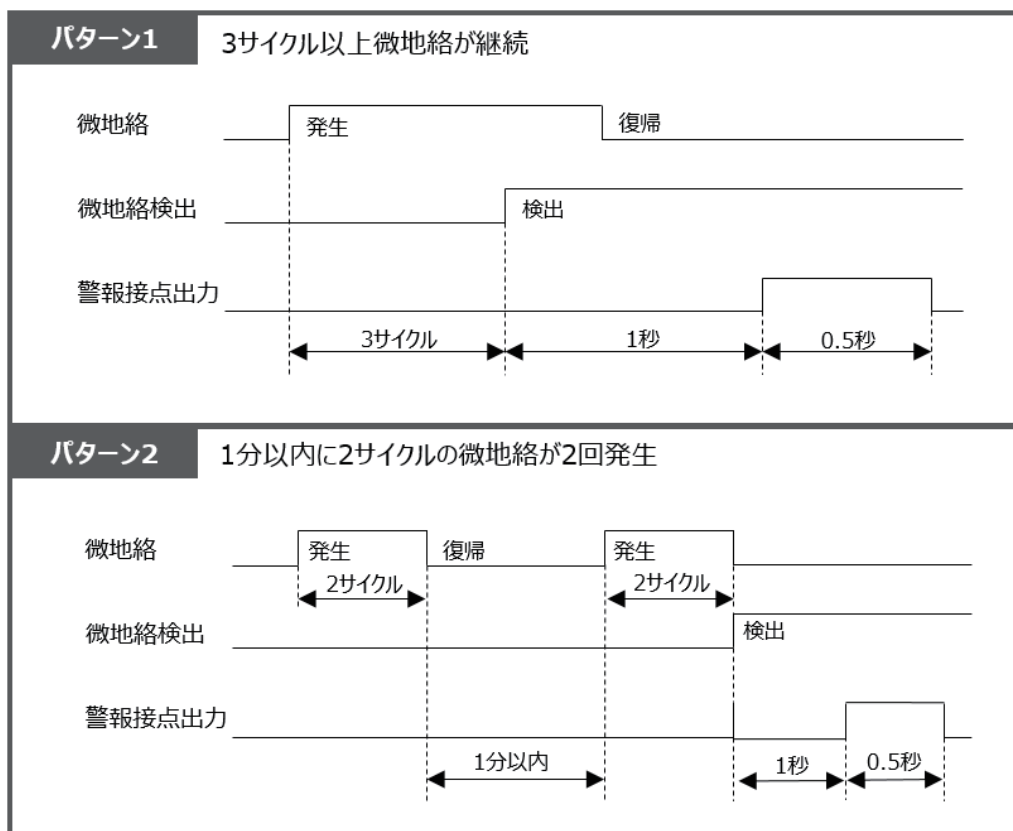 パターン1 3サイクル以上微地絡が継続
微地絡 発生 復帰
微地絡検出 検出
警報接点出力
3サイクル 1秒 0.5秒
パターン2 1分以内に2サイクルの微地絡が2回発生
微地絡 発生 復帰 発生
2サイクル 2サイクル
微地絡検出 検出
警報接点出力
1分以内 1秒 0.5秒